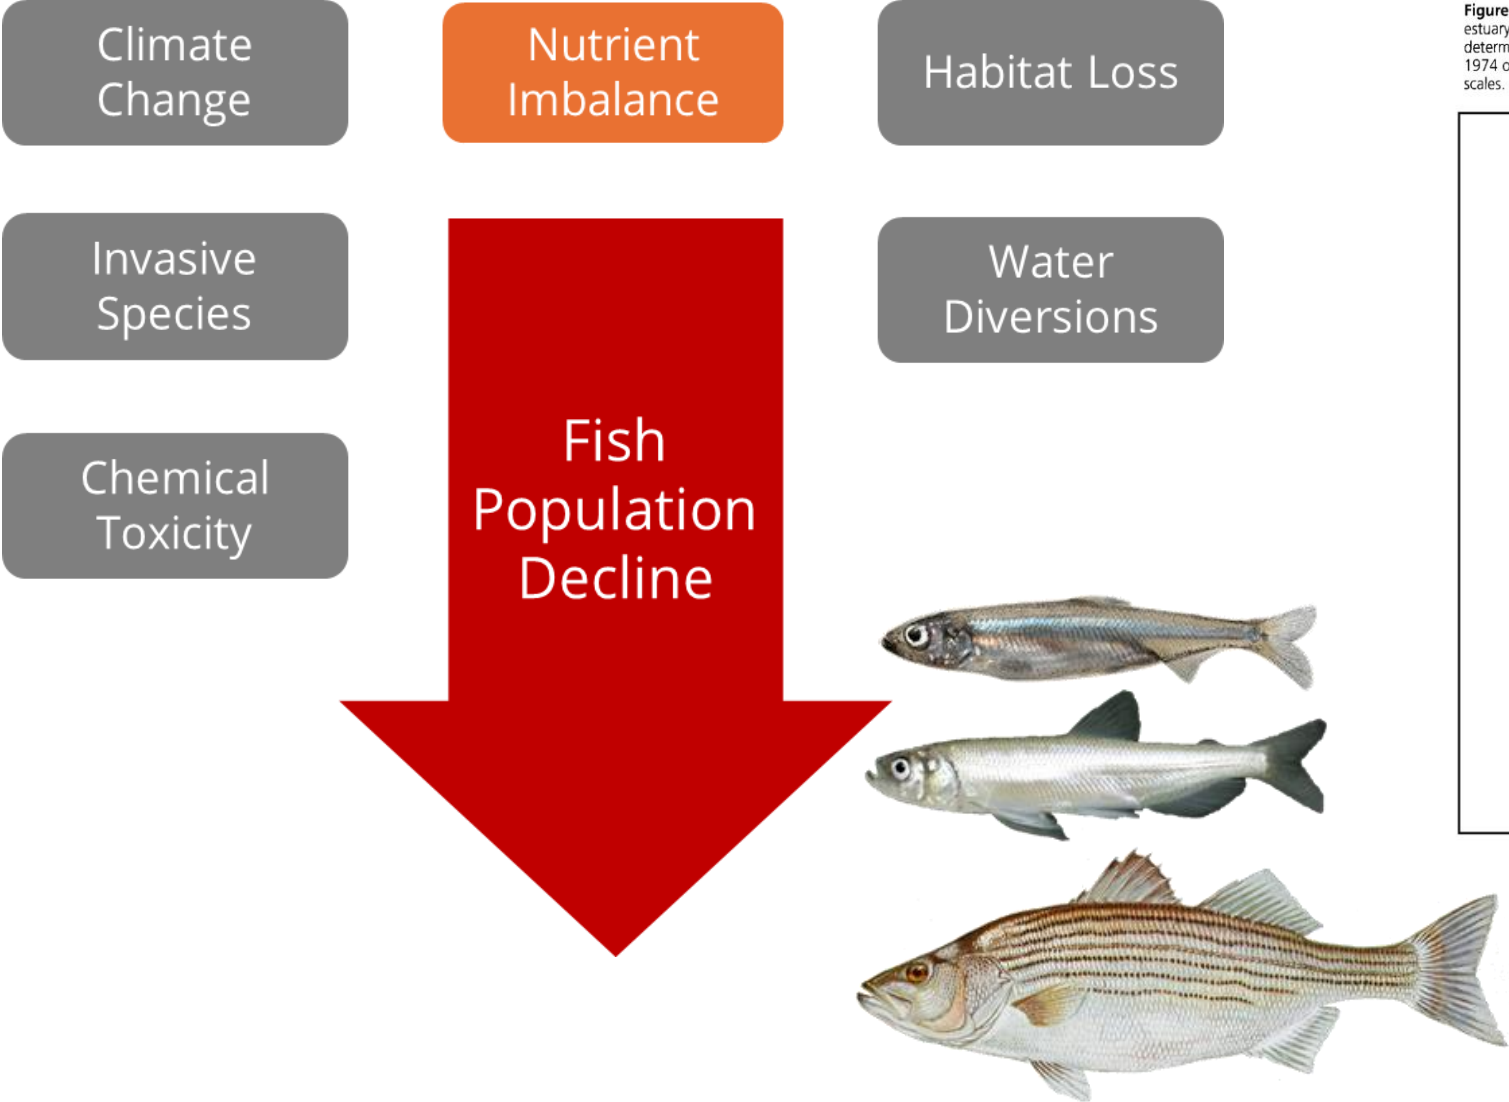 Climate
Change
Nutrient
Imbalance
Habitat Loss
Invasive
Species
Water
Diversions
Chemical
Toxicity
Fish
Population
Decline
Figure
estuary
determ
1974 o
scales.